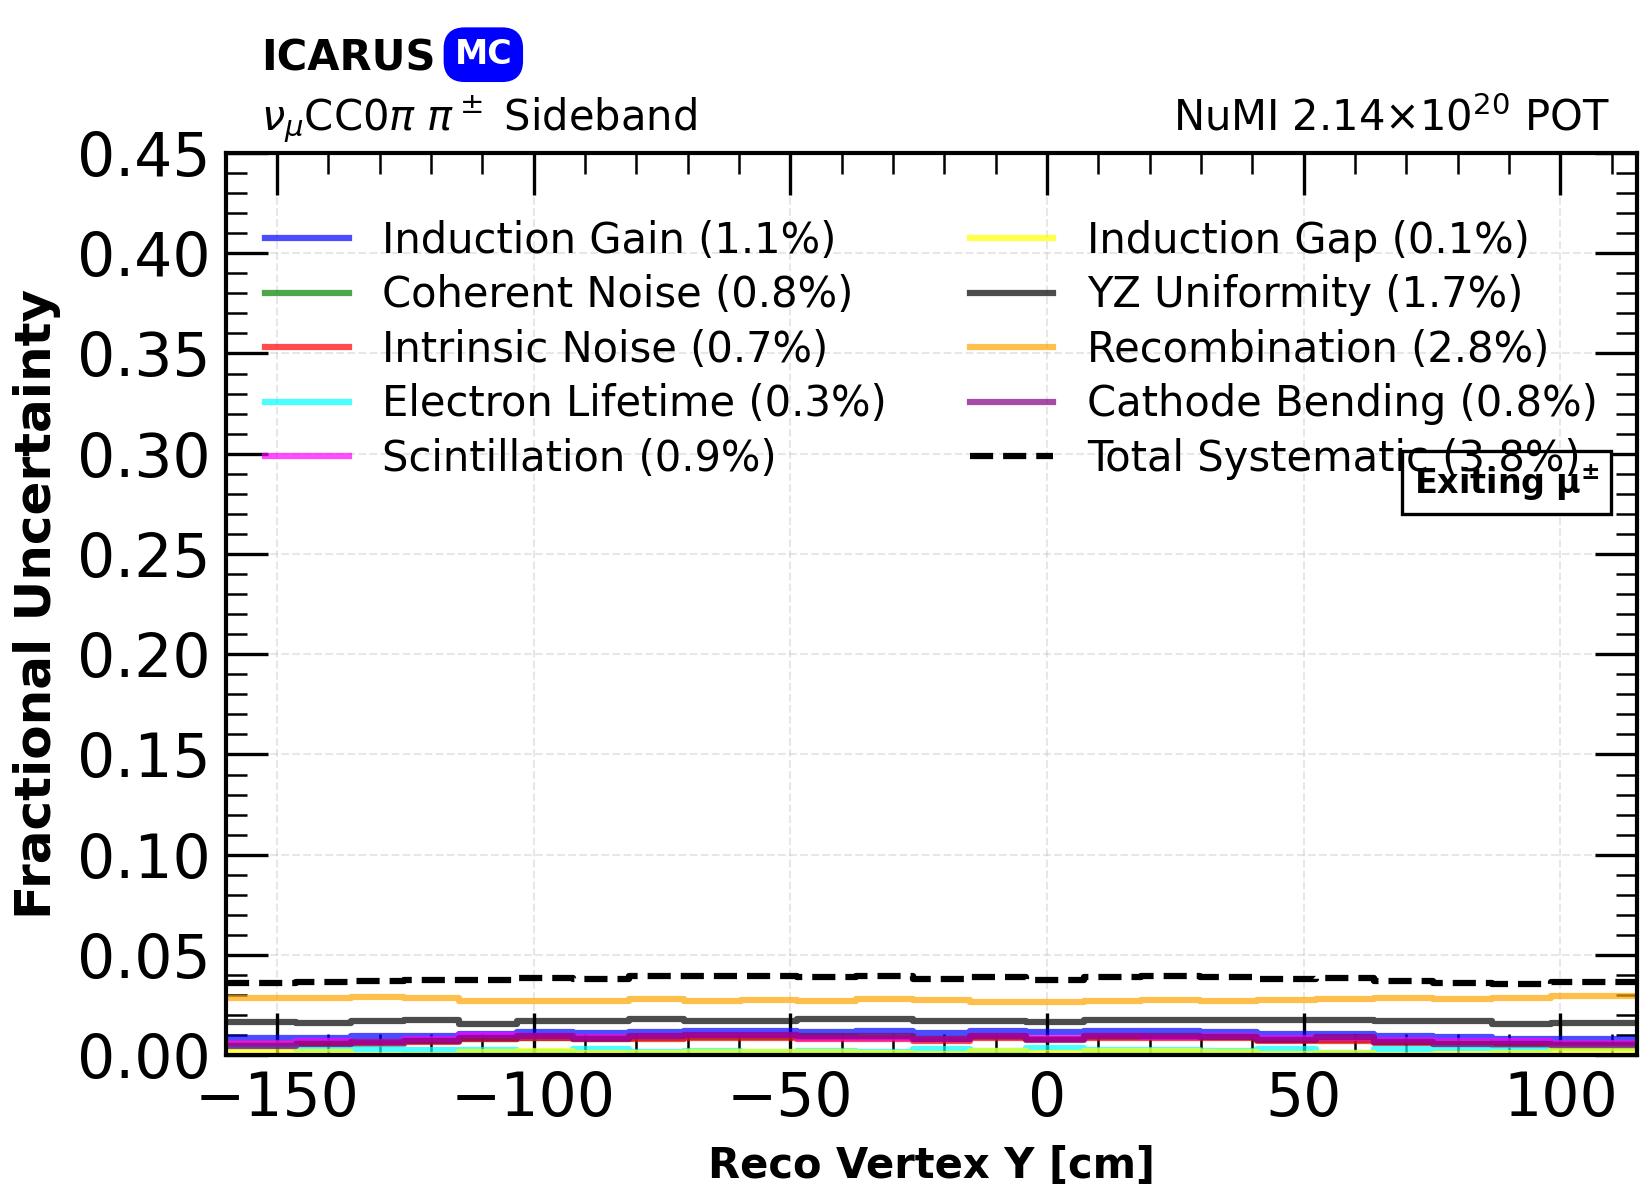 ICARUS MC
νμCC0π π± Sideband
NuMI 2.14×10²⁰ POT
Fractional Uncertainty
0.45
0.40
0.35
0.30
0.25
0.20
0.15
0.10
0.05
0.00
Induction Gain (1.1%)
Coherent Noise (0.8%)
Intrinsic Noise (0.7%)
Electron Lifetime (0.3%)
Scintillation (0.9%)
Induction Gap (0.1%)
YZ Uniformity (1.7%)
Recombination (2.8%)
Cathode Bending (0.8%)
Total Systematic (3.8%)
Exiting μ±
−150 −100 −50 0 50 100
Reco Vertex Y [cm]